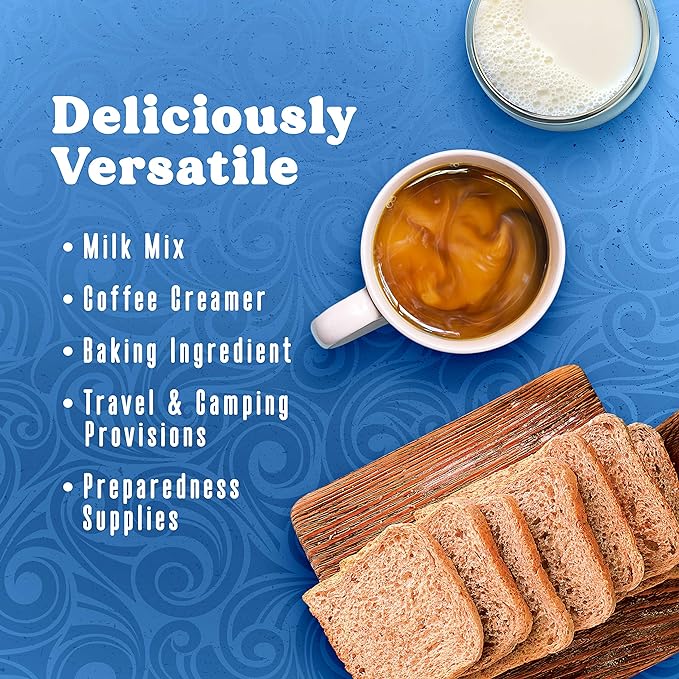 Deliciously
Versatile
• Milk Mix
• Coffee Creamer
• Baking Ingredient
• Travel & Camping
Provisions
• Preparedness
Supplies